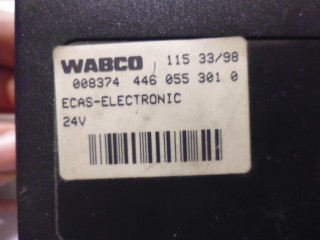 WABCO 115 33/98
008374 446 055 301 0
ECAS-ELECTRONIC
24V